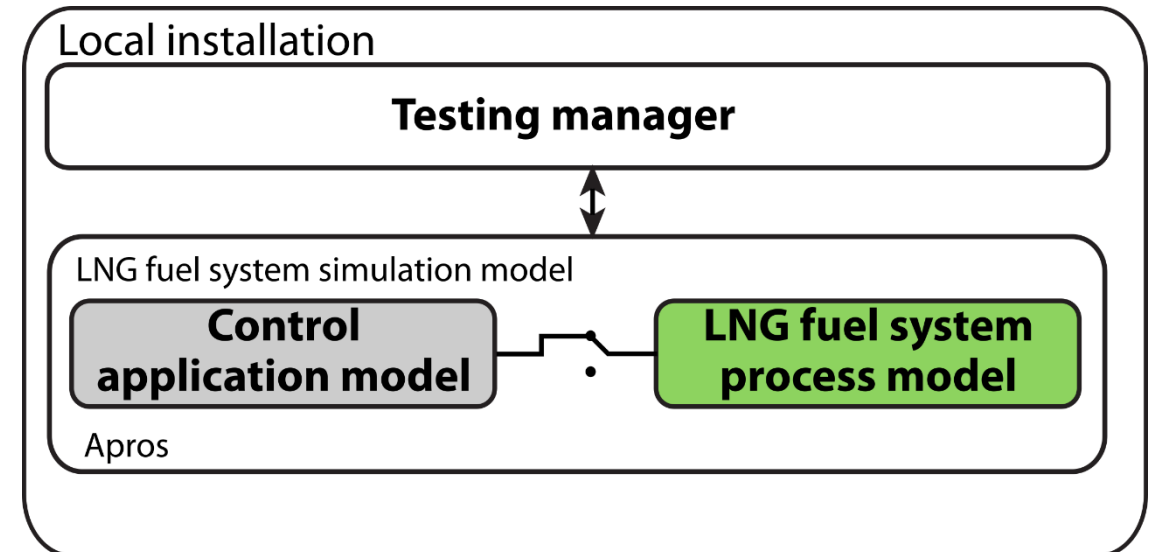 Local installation
Testing manager
LNG fuel system simulation model
Control
application model
LNG fuel system
process model
Apros